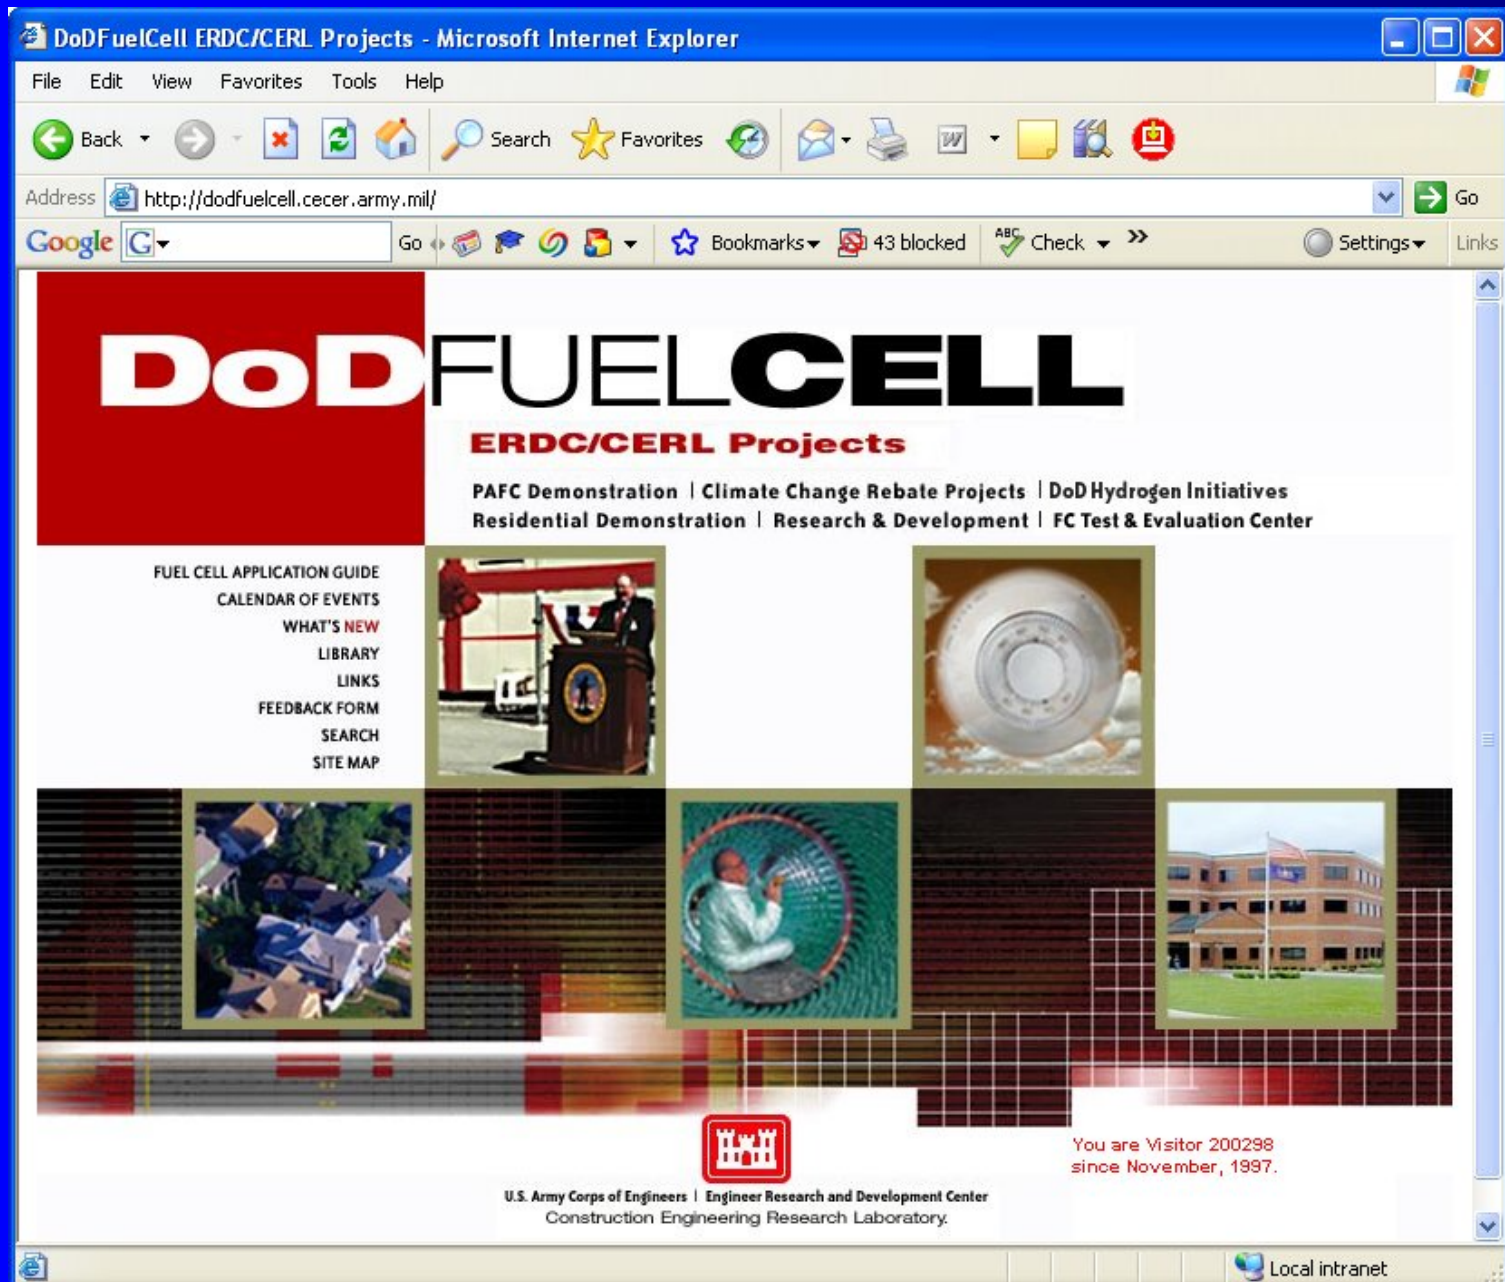 DoDFuelCell ERDC/CERL Projects - Microsoft Internet Explorer
File Edit View Favorites Tools Help
Back Search Favorites W
Address http://dodfuelcell.cecer.army.mil/ Go
Google G Go Bookmarks 43 blocked ABC Check » Settings Links
DoDFUELCELL
ERDC/CERL Projects
PAFC Demonstration | Climate Change Rebate Projects | DoD Hydrogen Initiatives
Residential Demonstration | Research & Development | FC Test & Evaluation Center
FUEL CELL APPLICATION GUIDE
CALENDAR OF EVENTS
WHAT'S NEW
LIBRARY
LINKS
FEEDBACK FORM
SEARCH
SITE MAP
You are Visitor 200298
since November, 1997.
U.S. Army Corps of Engineers | Engineer Research and Development Center
Construction Engineering Research Laboratory.
Local intranet